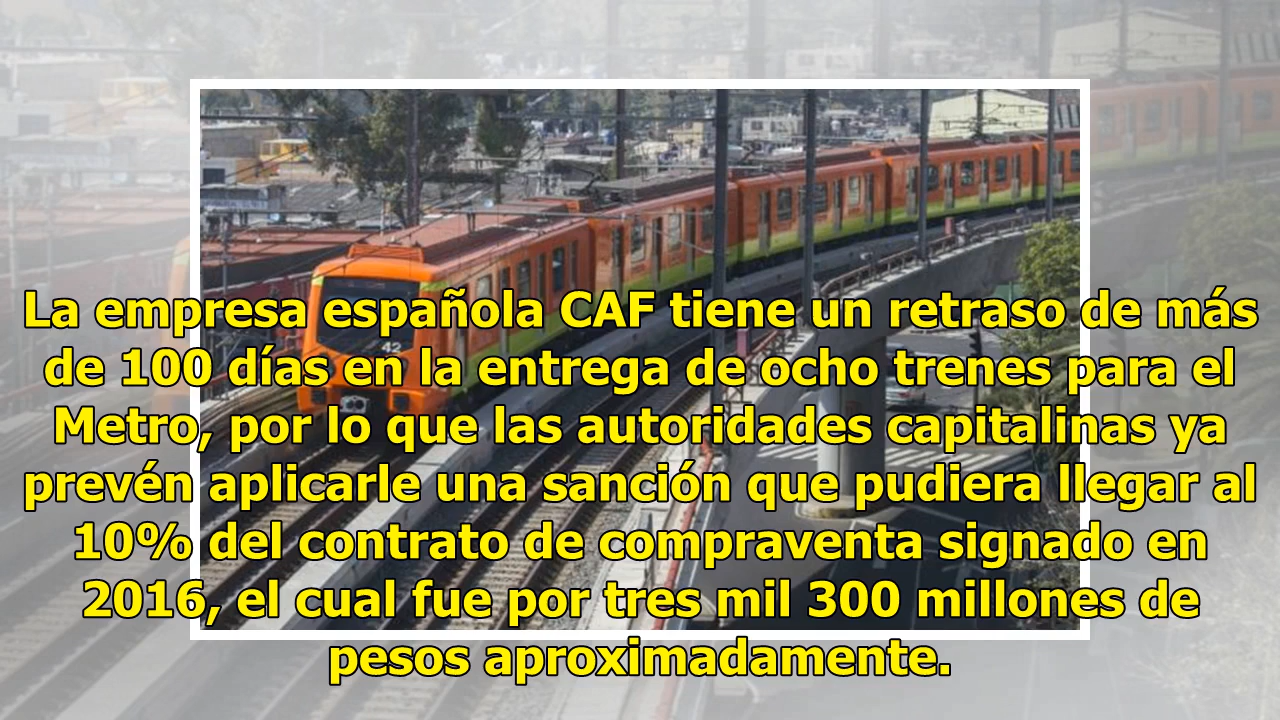 La empresa española CAF tiene un retraso de más
de 100 días en la entrega de ocho trenes para el
Metro, por lo que las autoridades capitalinas ya
prevén aplicarle una sanción que pudiera llegar al
10% del contrato de compraventa signado en
2016, el cual fue por tres mil 300 millones de
pesos aproximadamente.
42